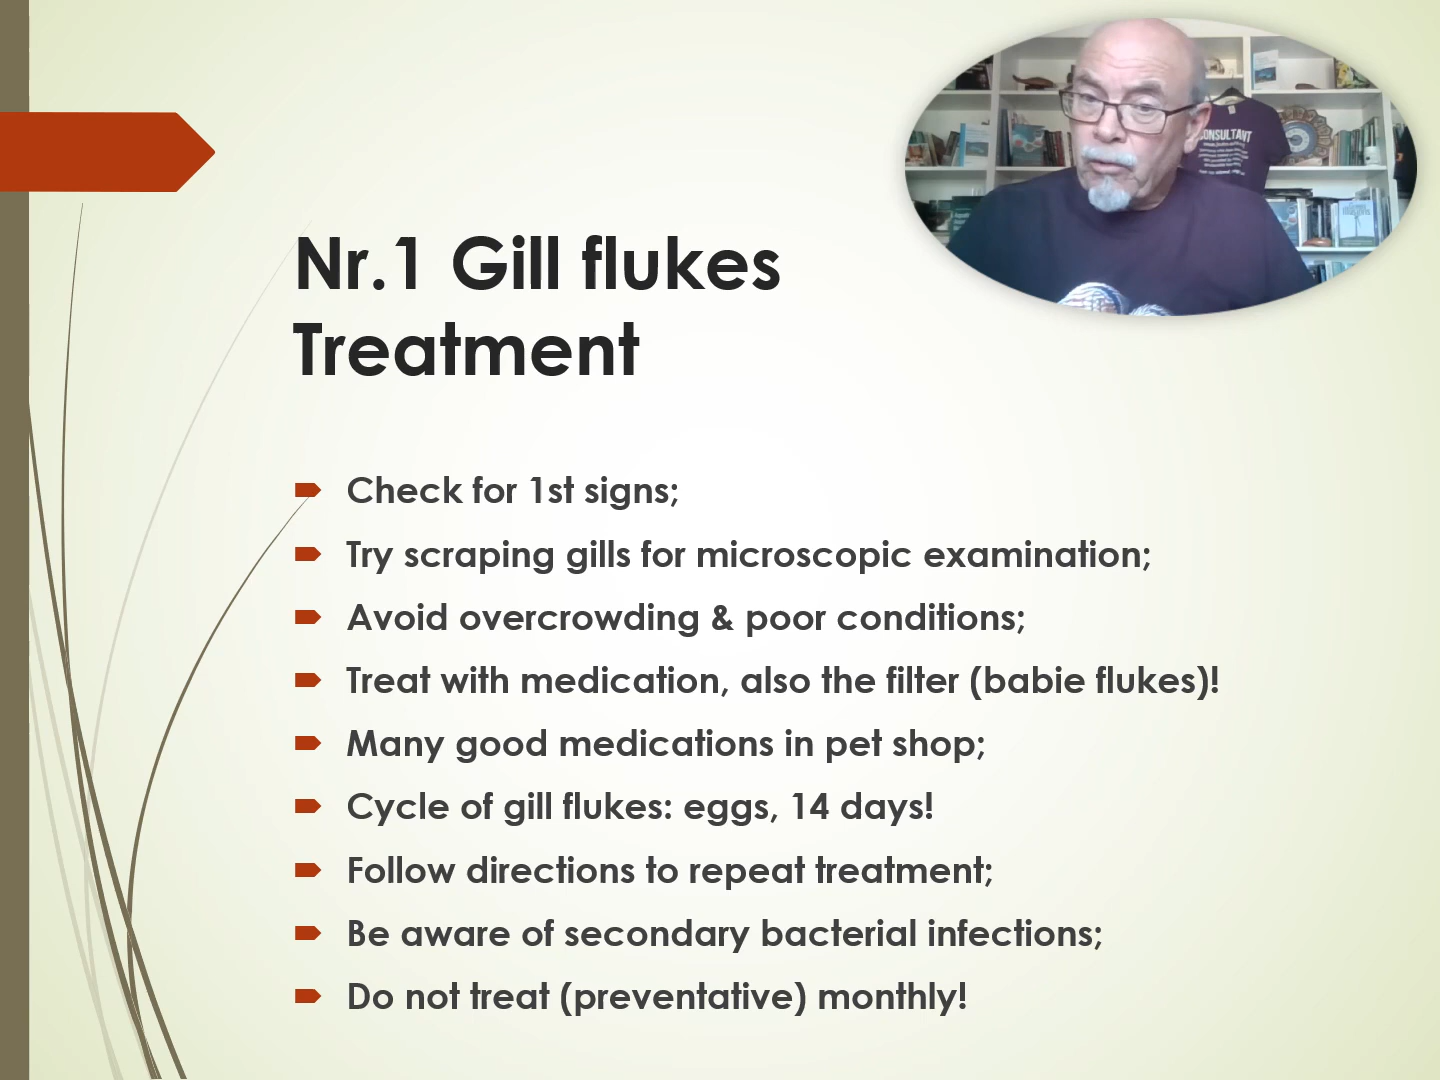 Nr.1 Gill flukes
Treatment
Check for 1st signs;
Try scraping gills for microscopic examination;
Avoid overcrowding & poor conditions;
Treat with medication, also the filter (babie flukes)!
Many good medications in pet shop;
Cycle of gill flukes: eggs, 14 days!
Follow directions to repeat treatment;
Be aware of secondary bacterial infections;
Do not treat (preventative) monthly!